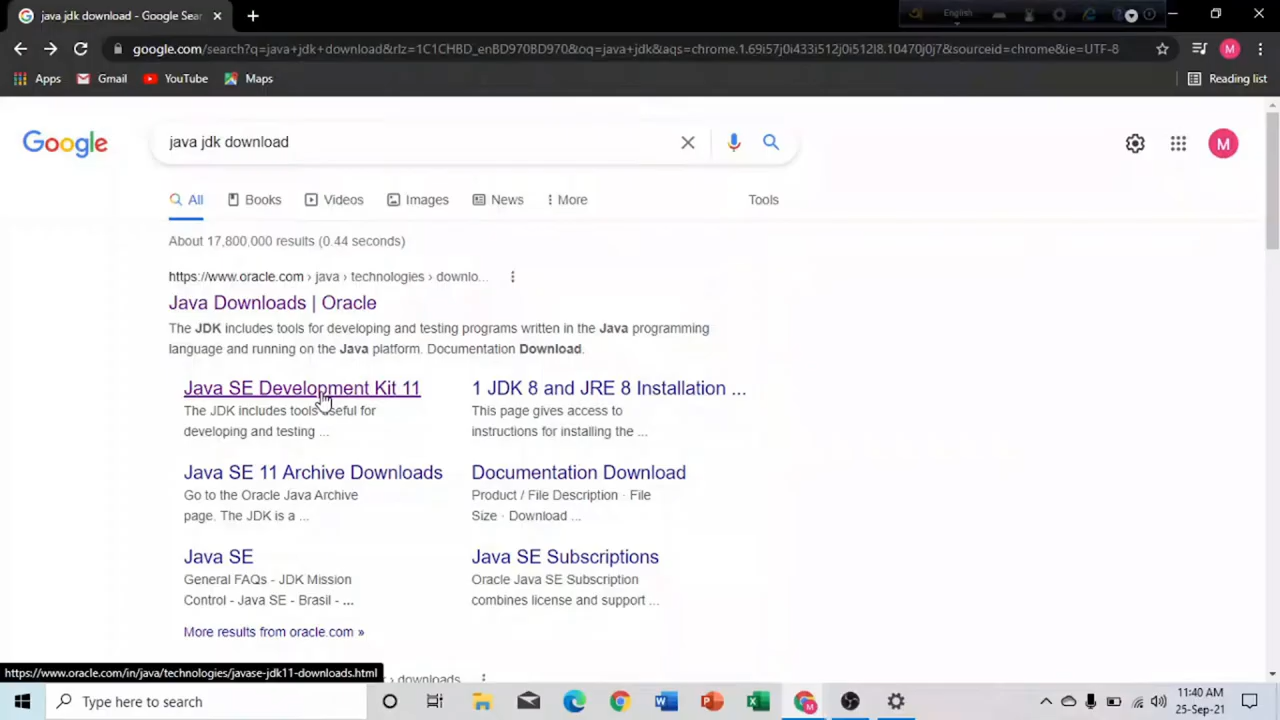 java jdk download - Google Sear
English
google.com/search?q=java+jdk+download&rlz=1C1CHBD_enBD970BD970&oq=java+jdk&aqs=chrome.1.69i57j0i433i512j0i512l8.10470j0j7&sourceid=chrome&ie=UTF-8
M
Apps
Gmail
YouTube
Maps
Reading list
Google
java jdk download
M
All
Books
Videos
Images
News
More
Tools
About 17,800,000 results (0.44 seconds)
https://www.oracle.com › java › technologies › downlo...
Java Downloads | Oracle
The JDK includes tools for developing and testing programs written in the Java programming
language and running on the Java platform. Documentation Download.
Java SE Development Kit 11
The JDK includes tools useful for
developing and testing ...
1 JDK 8 and JRE 8 Installation ...
This page gives access to
instructions for installing the ...
Java SE 11 Archive Downloads
Go to the Oracle Java Archive
page. The JDK is a ...
Documentation Download
Product / File Description · File
Size · Download ...
Java SE
General FAQs - JDK Mission
Control - Java SE - Brasil - ...
Java SE Subscriptions
Oracle Java SE Subscription
combines license and support ...
More results from oracle.com »
https://www.oracle.com/in/java/technologies/javase-jdk11-downloads.html
downloads
Type here to search
11:40 AM
25-Sep-21